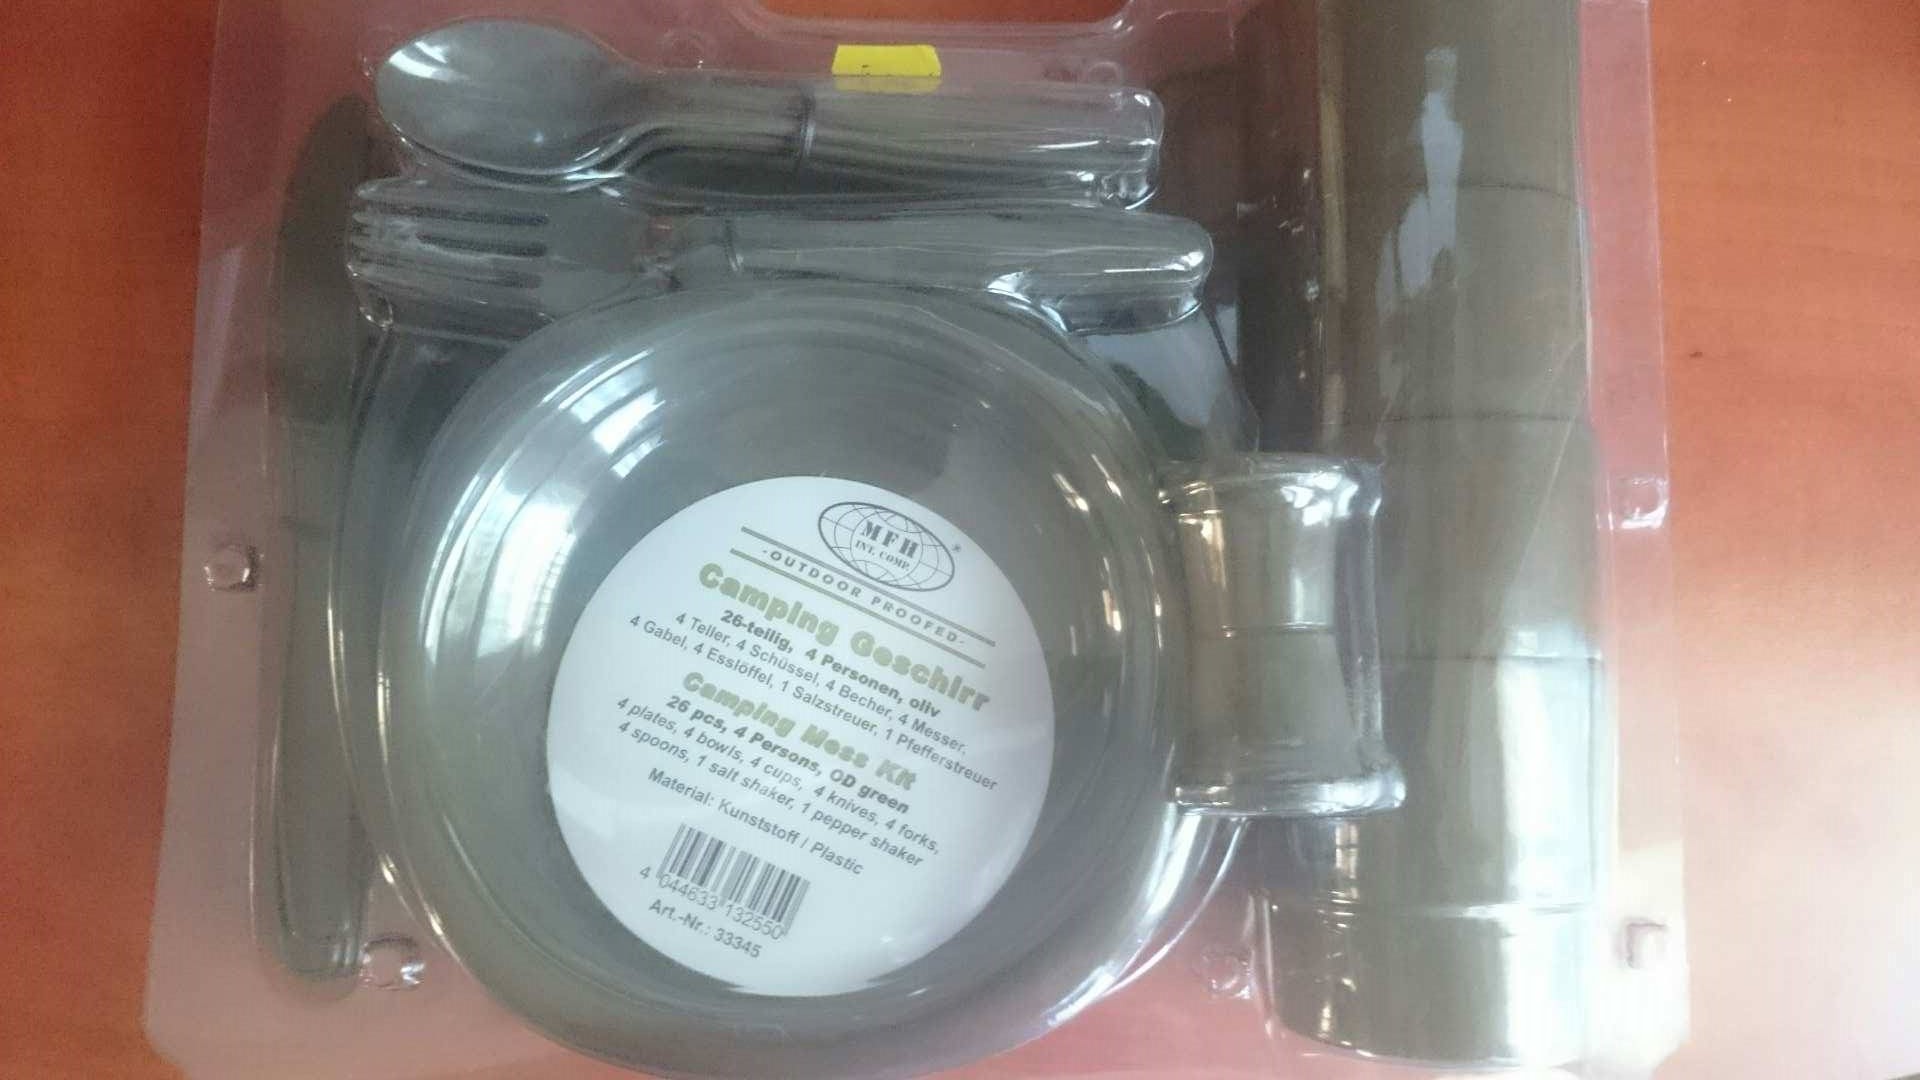 MFH
INT. COMP.
-OUTDOOR PROOFED-
Camping Geschirr
26-teilig, 4 Personen, oliv
4 Teller, 4 Schüssel, 4 Becher, 4 Messer,
4 Gabel, 4 Esslöffel, 1 Salzstreuer, 1 Pfefferstreuer
Camping Mess Kit
26 pcs, 4 Persons, OD green
4 plates, 4 bowls, 4 cups, 4 knives, 4 forks,
4 spoons, 1 salt shaker, 1 pepper shaker
Material: Kunststoff / Plastic
4 044633 132550
Art.-Nr.: 33345